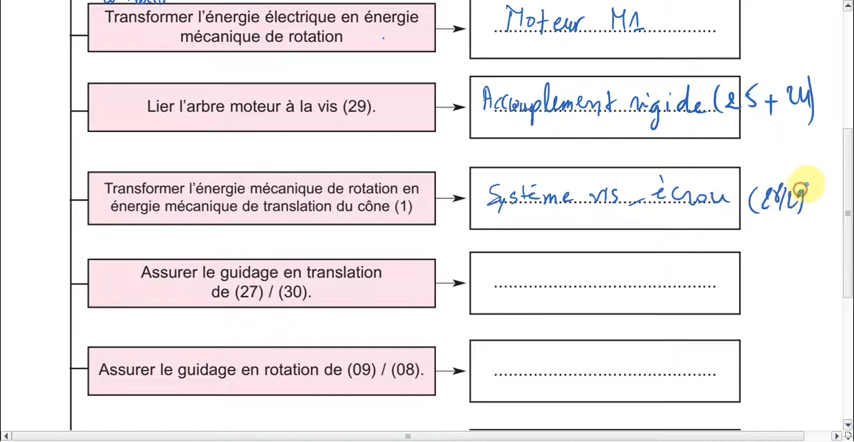 Transformer l'énergie électrique en énergie
mécanique de rotation
Moteur M1
Lier l'arbre moteur à la vis (29).
Accouplement rigide (25 + 24)
Transformer l'énergie mécanique de rotation en
énergie mécanique de translation du cône (1)
Système vis _ ècrou
Assurer le guidage en translation
de (27) / (30).
Assurer le guidage en rotation de (09) / (08).